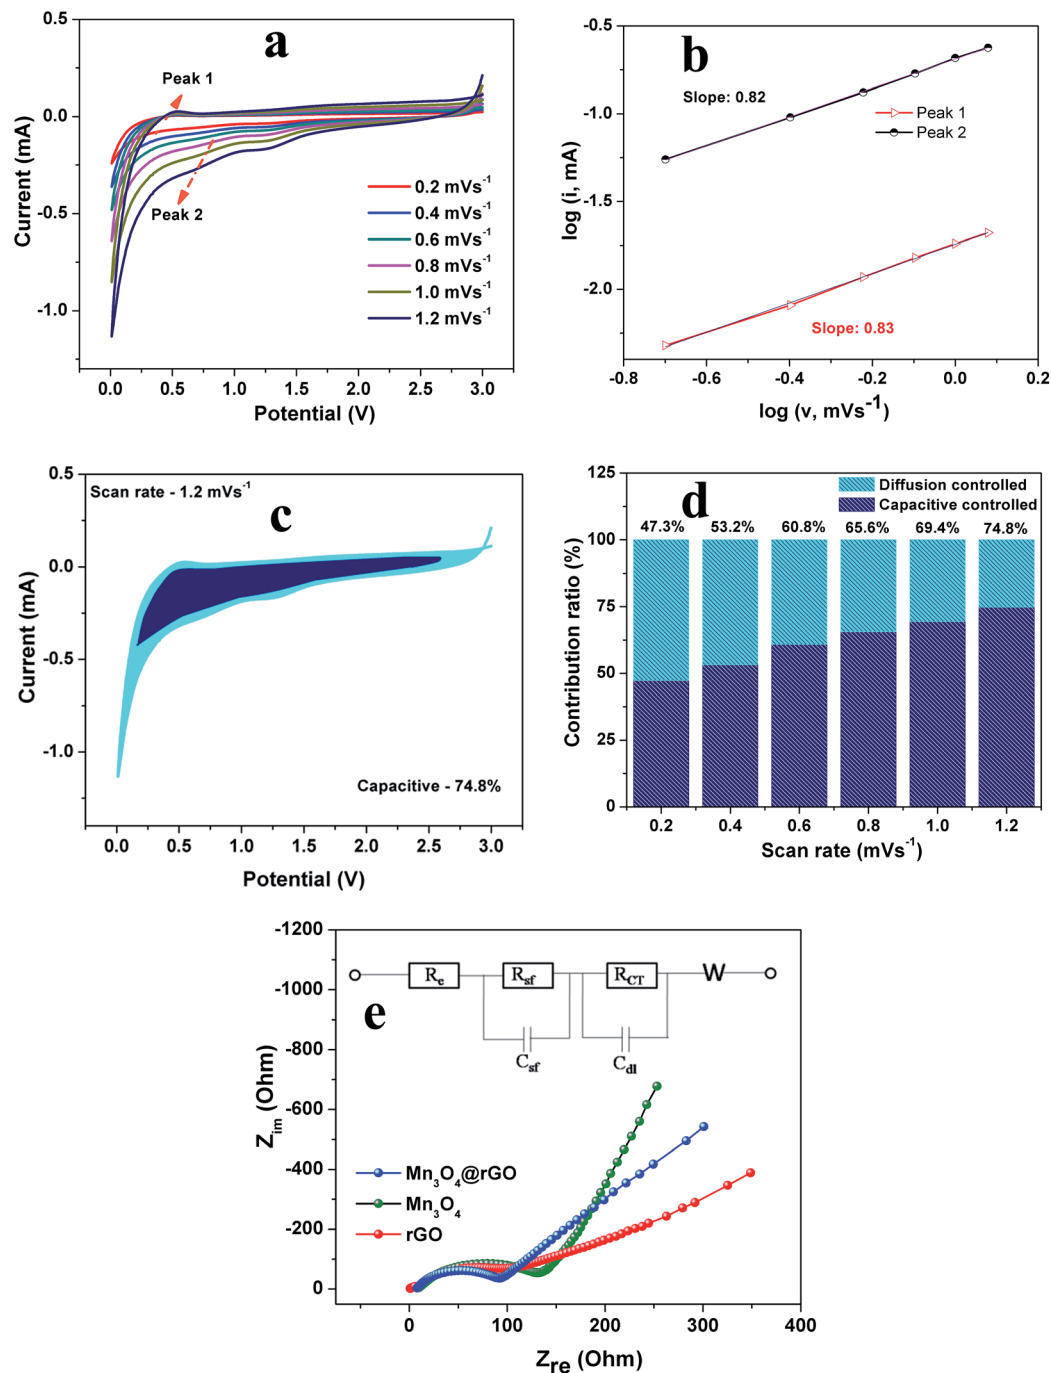 a
Peak 1
Peak 2
0.5
0.0
-0.5
-1.0
Current (mA)
0.2 mVs⁻¹
0.4 mVs⁻¹
0.6 mVs⁻¹
0.8 mVs⁻¹
1.0 mVs⁻¹
1.2 mVs⁻¹
0.0 0.5 1.0 1.5 2.0 2.5 3.0
Potential (V)
b
-0.5
-1.0
-1.5
-2.0
log (i, mA)
Slope: 0.82
Peak 1
Peak 2
Slope: 0.83
-0.8 -0.6 -0.4 -0.2 0.0 0.2
log (v, mVs⁻¹)
c
Scan rate - 1.2 mVs⁻¹
0.5
0.0
-0.5
-1.0
Current (mA)
Capacitive - 74.8%
0.0 0.5 1.0 1.5 2.0 2.5 3.0
Potential (V)
d
Diffusion controlled
Capacitive controlled
47.3% 53.2% 60.8% 65.6% 69.4% 74.8%
125
100
75
50
25
0
Contribution ratio (%)
0.2 0.4 0.6 0.8 1.0 1.2
Scan rate (mVs⁻¹)
e
-1200
-1000
-800
-600
-400
-200
0
Z_im (Ohm)
R_e R_sf R_CT W
C_sf C_dl
Mn₃O₄@rGO
Mn₃O₄
rGO
0 100 200 300 400
Z_re (Ohm)